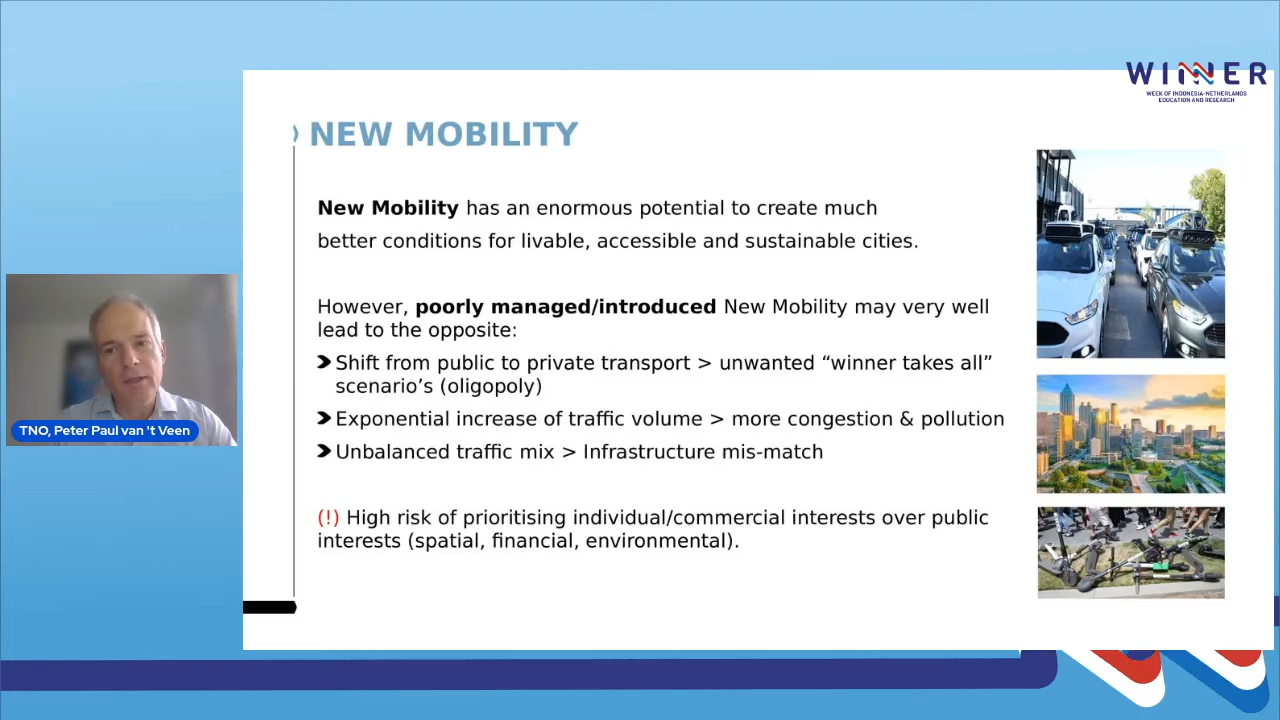 WINNER
WEEK OF INDONESIA-NETHERLANDS
EDUCATION AND RESEARCH
NEW MOBILITY
New Mobility has an enormous potential to create much
better conditions for livable, accessible and sustainable cities.
However, poorly managed/introduced New Mobility may very well
lead to the opposite:
Shift from public to private transport > unwanted “winner takes all”
scenario’s (oligopoly)
Exponential increase of traffic volume > more congestion & pollution
Unbalanced traffic mix > Infrastructure mis-match
(!) High risk of prioritising individual/commercial interests over public
interests (spatial, financial, environmental).
TNO, Peter Paul van 't Veen